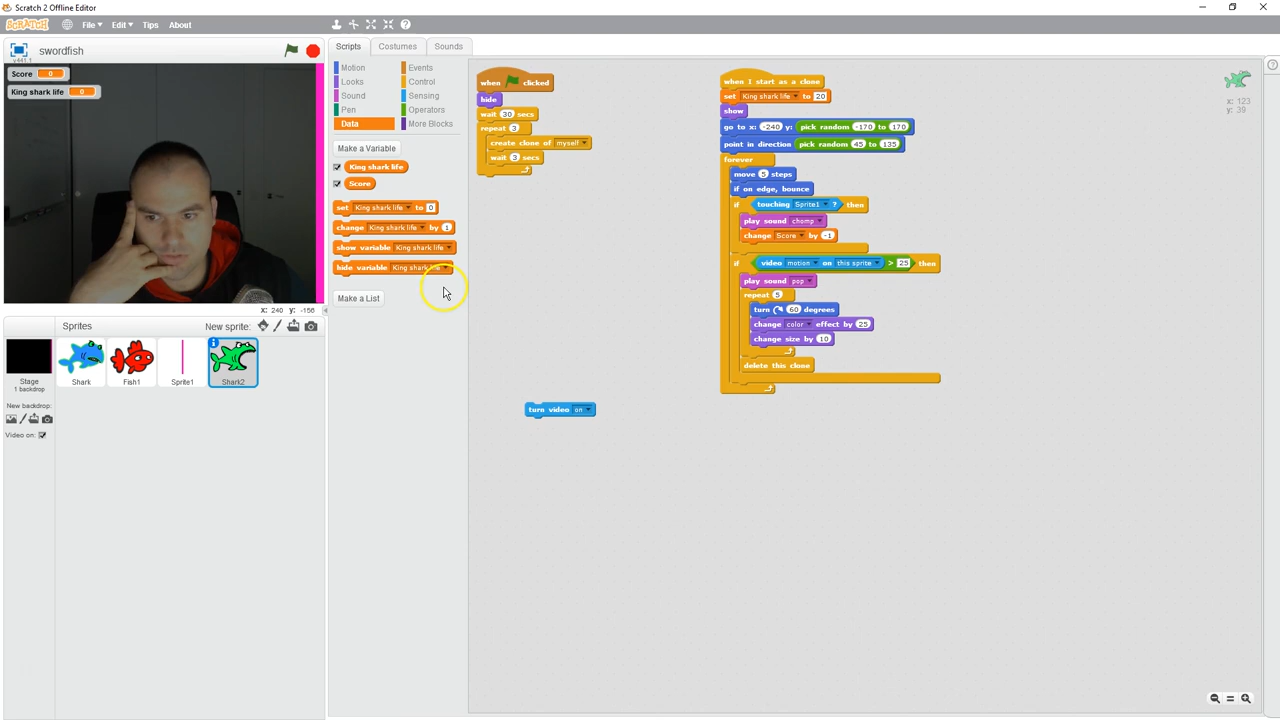 Scratch 2 Offline Editor
SCRATCH File Edit Tips About
swordfish
v441.1
Score 0
King shark life 0
x: 240 y: -156
Sprites New sprite:
Stage
1 backdrop
Shark
Fish1
Sprite1
Shark2
New backdrop:
Video on:
Scripts Costumes Sounds
Motion Events
Looks Control
Sound Sensing
Pen Operators
Data More Blocks
Make a Variable
King shark life
Score
set King shark life to 0
change King shark life by 1
show variable King shark life
hide variable King shark life
Make a List
when clicked
hide
wait 30 secs
repeat 3
create clone of myself
wait 3 secs
turn video on
when I start as a clone
set King shark life to 20
show
go to x: -240 y: pick random -170 to 170
point in direction pick random 45 to 135
forever
move 5 steps
if on edge, bounce
if touching Sprite1 ? then
play sound chomp
change Score by -1
if video motion on this sprite > 25 then
play sound pop
repeat 5
turn 60 degrees
change color effect by 25
change size by 10
delete this clone
x: 123
y: 39